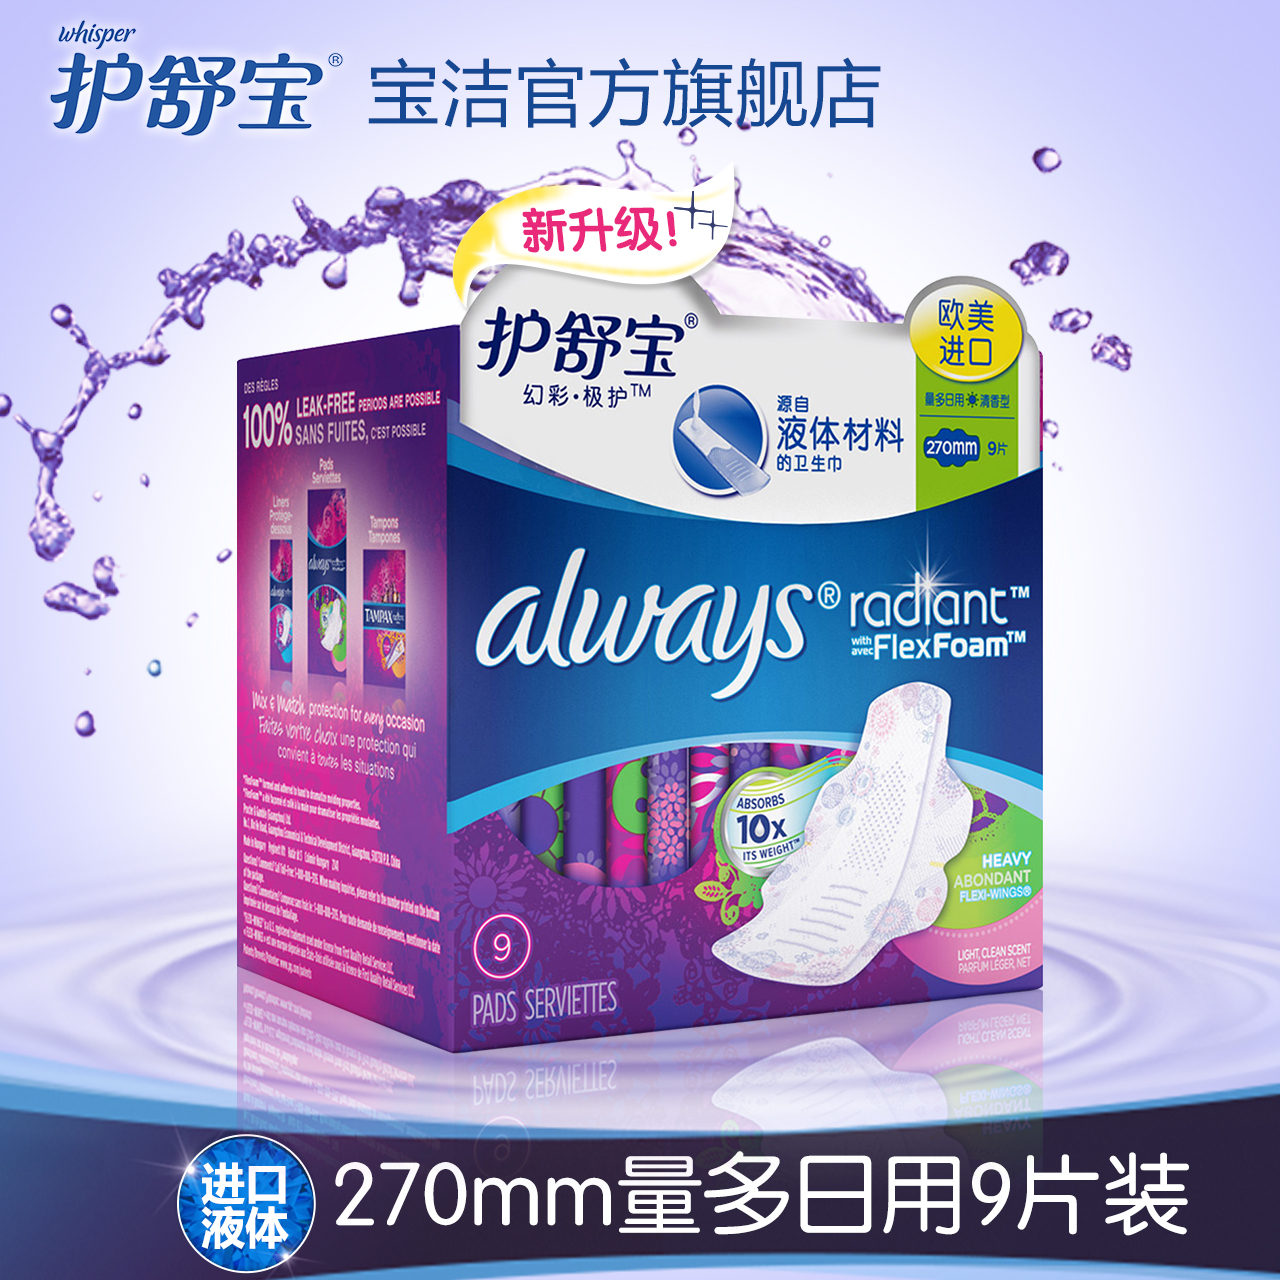 whisper
护舒宝® 宝洁官方旗舰店
新升级!
护舒宝®
幻彩·极护™
源自
液体材料
的卫生巾
欧美
进口
量多日用 清香型
270mm 9片
DES RÈGLES
100% LEAK-FREE PERIODS ARE POSSIBLE
SANS FUITES, C'EST POSSIBLE
Pads
Serviettes
Liners
Protège-
dessous
Tampons
Tampones
always
TAMPAX
Mix & Match protection for every occasion
Faites vortre choix une protection qui
convient à toutes les situations
always® radiant™
with
avec FlexFoam™
ABSORBS
10x
ITS WEIGHT™
HEAVY
ABONDANT
FLEXI-WINGS®
LIGHT, CLEAN SCENT
PARFUM LÉGER, NET
9
PADS SERVIETTES
进口
液体
270mm量多日用9片装